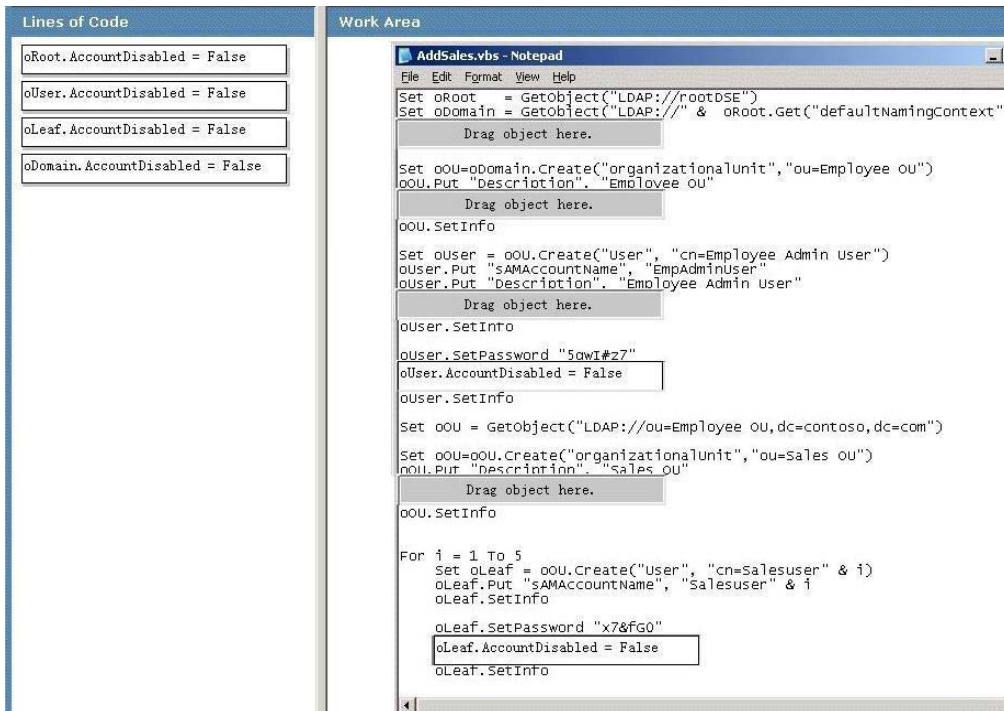 Lines of Code
oRoot.AccountDisabled = False
oUser.AccountDisabled = False
oLeaf.AccountDisabled = False
oDomain.AccountDisabled = False
Work Area
AddSales.vbs - Notepad
File Edit Format View Help
Set oRoot = GetObject("LDAP://rootDSE")
Set oDomain = GetObject("LDAP://" & oRoot.Get("defaultNamingContext"
Drag object here.
Set oOU=oDomain.Create("organizationalUnit","ou=Employee OU")
oOU.Put "Description", "Employee OU"
Drag object here.
oOU.SetInfo
Set oUser = oOU.Create("User", "cn=Employee Admin User")
oUser.Put "sAMAccountName", "EmpAdminUser"
oUser.Put "Description", "Employee Admin User"
Drag object here.
oUser.SetInfo
oUser.SetPassword "5qwI#z7"
oUser.AccountDisabled = False
oUser.SetInfo
Set oOU = GetObject("LDAP://ou=Employee OU,dc=contoso,dc=com")
Set oOU=oOU.Create("organizationalUnit","ou=Sales OU")
oOU.Put "Description", "Sales OU"
Drag object here.
oOU.SetInfo
For i = 1 To 5
Set oLeaf = oOU.Create("User", "cn=Salesuser" & i)
oLeaf.Put "sAMAccountName", "Salesuser" & i
oLeaf.SetInfo
oLeaf.SetPassword "x7&fG0"
oLeaf.AccountDisabled = False
oLeaf.SetInfo